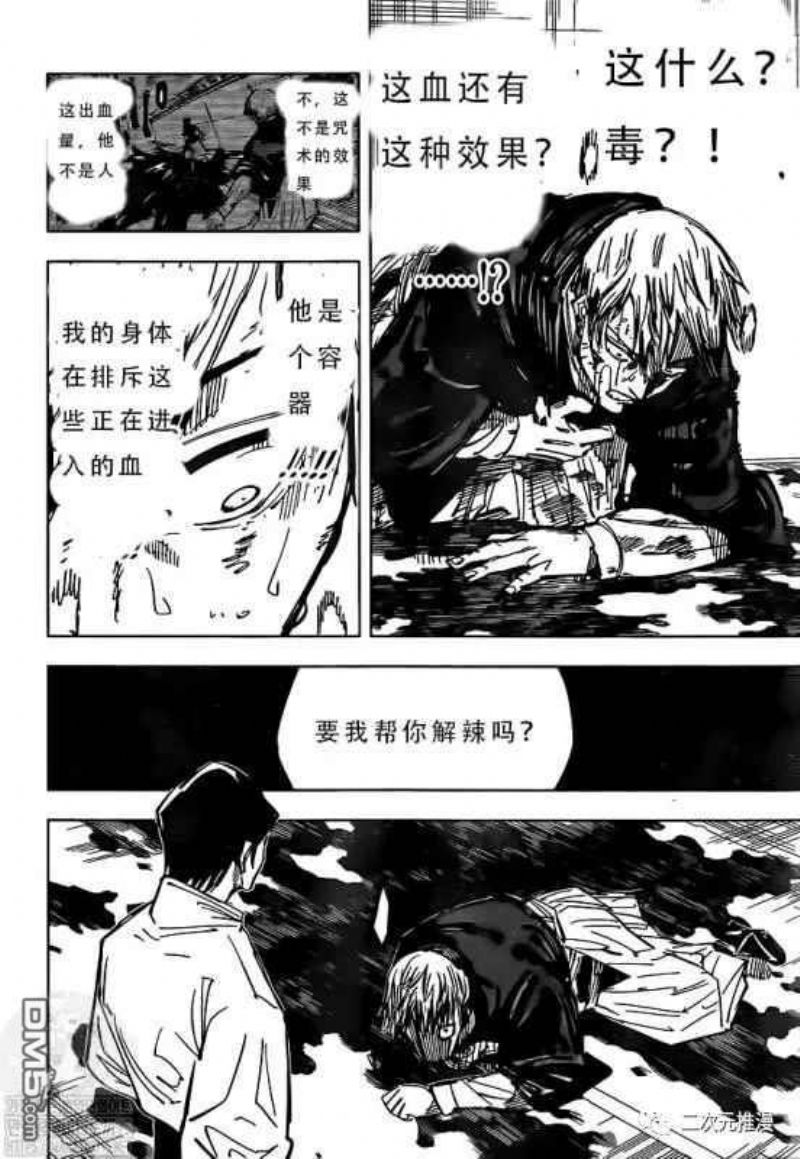 这什么？
毒？！
这血还有
这种效果？
……!?
不，这
不是咒
术的效
果
这出血
量，他
不是人
他是
个容
器
……
我的身体
在排斥这
些正在进
入的血
要我帮你解辣吗？
DM5.com
二次元推漫